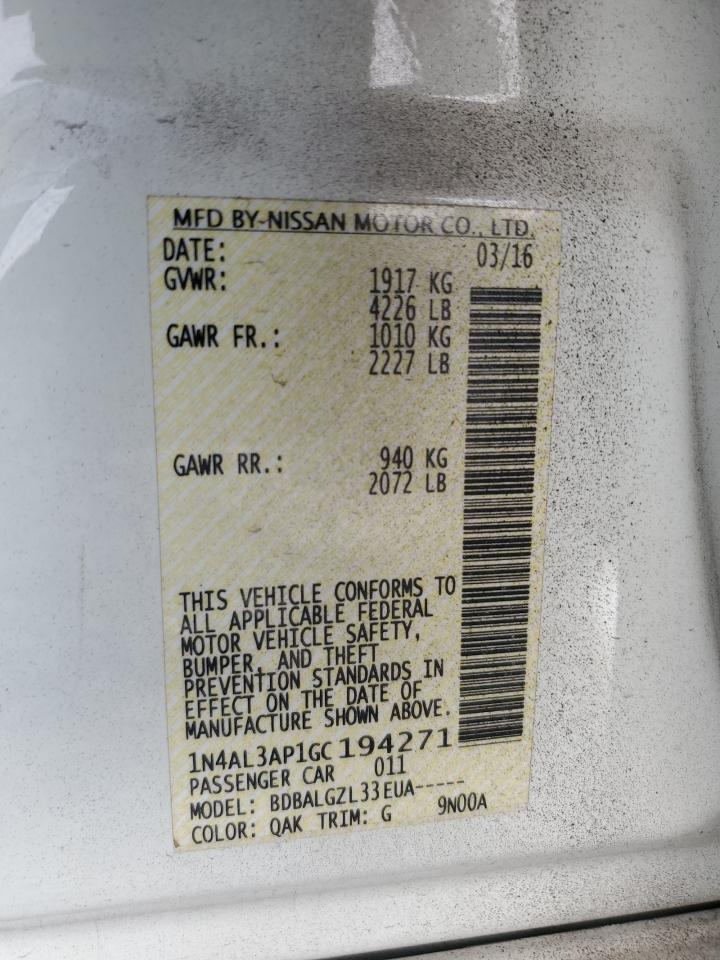 MFD BY-NISSAN MOTOR CO., LTD.
DATE: 03/16
GVWR: 1917 KG
4226 LB
GAWR FR.: 1010 KG
2227 LB
GAWR RR.: 940 KG
2072 LB
THIS VEHICLE CONFORMS TO
ALL APPLICABLE FEDERAL
MOTOR VEHICLE SAFETY,
BUMPER, AND THEFT
PREVENTION STANDARDS IN
EFFECT ON THE DATE OF
MANUFACTURE SHOWN ABOVE.
1N4AL3AP1GC194271
PASSENGER CAR 011
MODEL: BDBALGZL33EUA-----
COLOR: QAK TRIM: G 9N00A